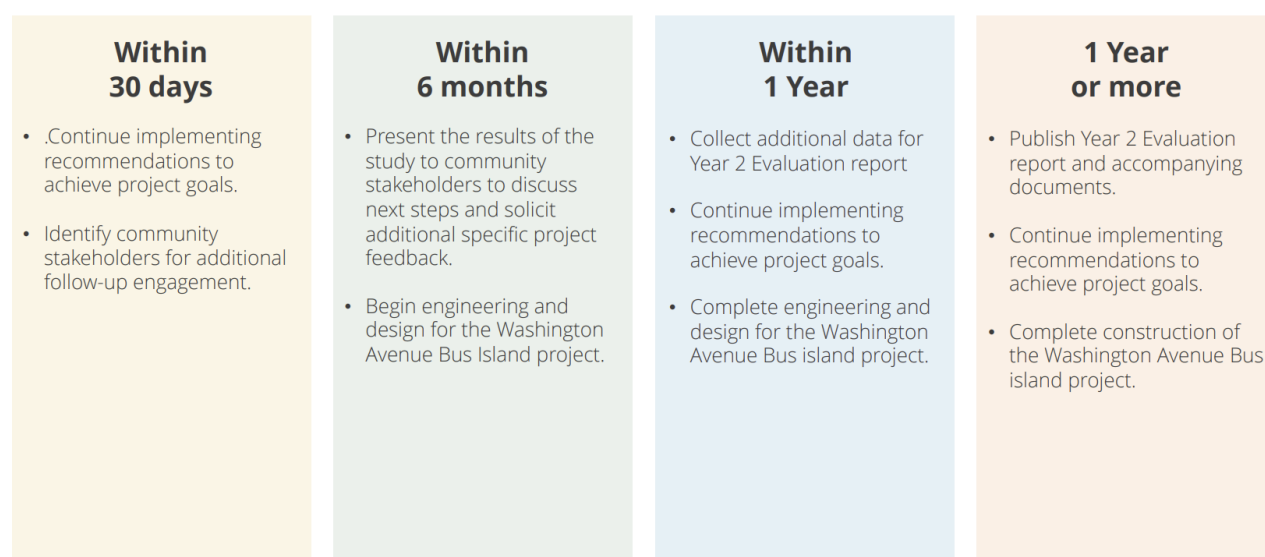 Within
30 days
• .Continue implementing
recommendations to
achieve project goals.
• Identify community
stakeholders for additional
follow-up engagement.
Within
6 months
• Present the results of the
study to community
stakeholders to discuss
next steps and solicit
additional specific project
feedback.
• Begin engineering and
design for the Washington
Avenue Bus Island project.
Within
1 Year
• Collect additional data for
Year 2 Evaluation report
• Continue implementing
recommendations to
achieve project goals.
• Complete engineering and
design for the Washington
Avenue Bus island project.
1 Year
or more
• Publish Year 2 Evaluation
report and accompanying
documents.
• Continue implementing
recommendations to
achieve project goals.
• Complete construction of
the Washington Avenue Bus
island project.